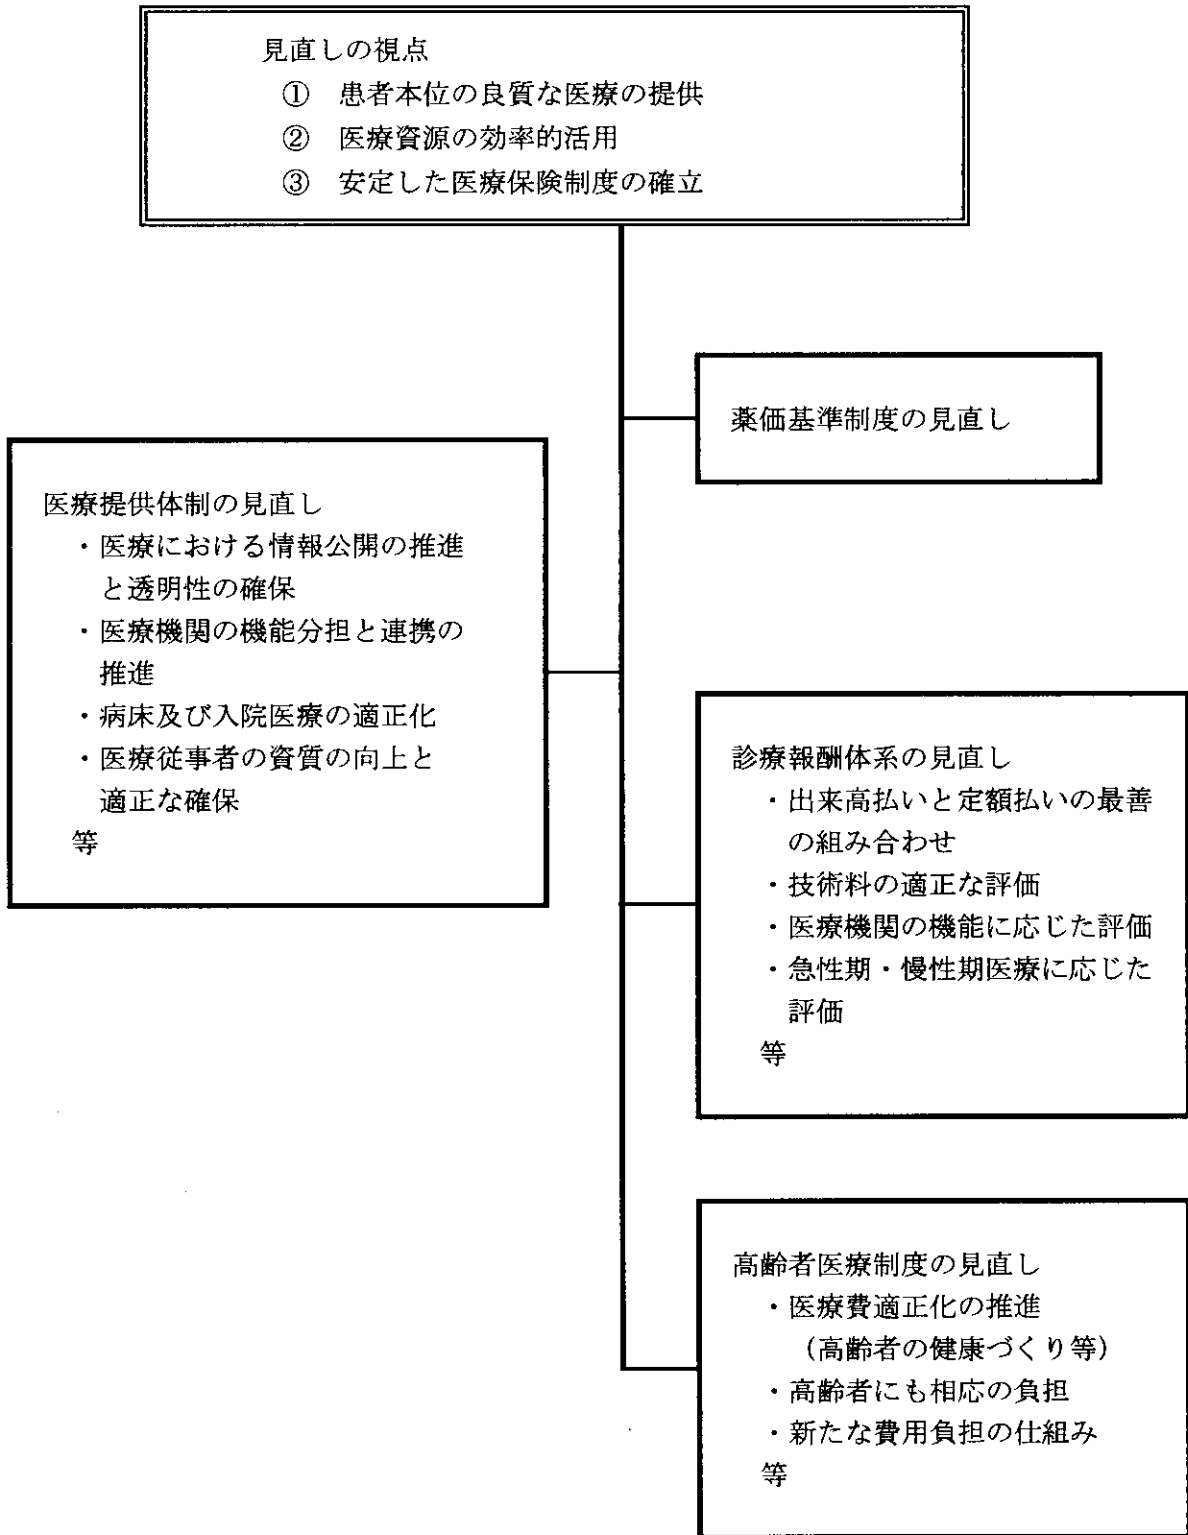 見直しの視点
① 患者本位の良質な医療の提供
② 医療資源の効率的活用
③ 安定した医療保険制度の確立
薬価基準制度の見直し
医療提供体制の見直し
・医療における情報公開の推進
と透明性の確保
・医療機関の機能分担と連携の
推進
・病床及び入院医療の適正化
・医療従事者の資質の向上と
適正な確保
等
診療報酬体系の見直し
・出来高払いと定額払いの最善
の組み合わせ
・技術料の適正な評価
・医療機関の機能に応じた評価
・急性期・慢性期医療に応じた
評価
等
高齢者医療制度の見直し
・医療費適正化の推進
（高齢者の健康づくり等）
・高齢者にも相応の負担
・新たな費用負担の仕組み
等